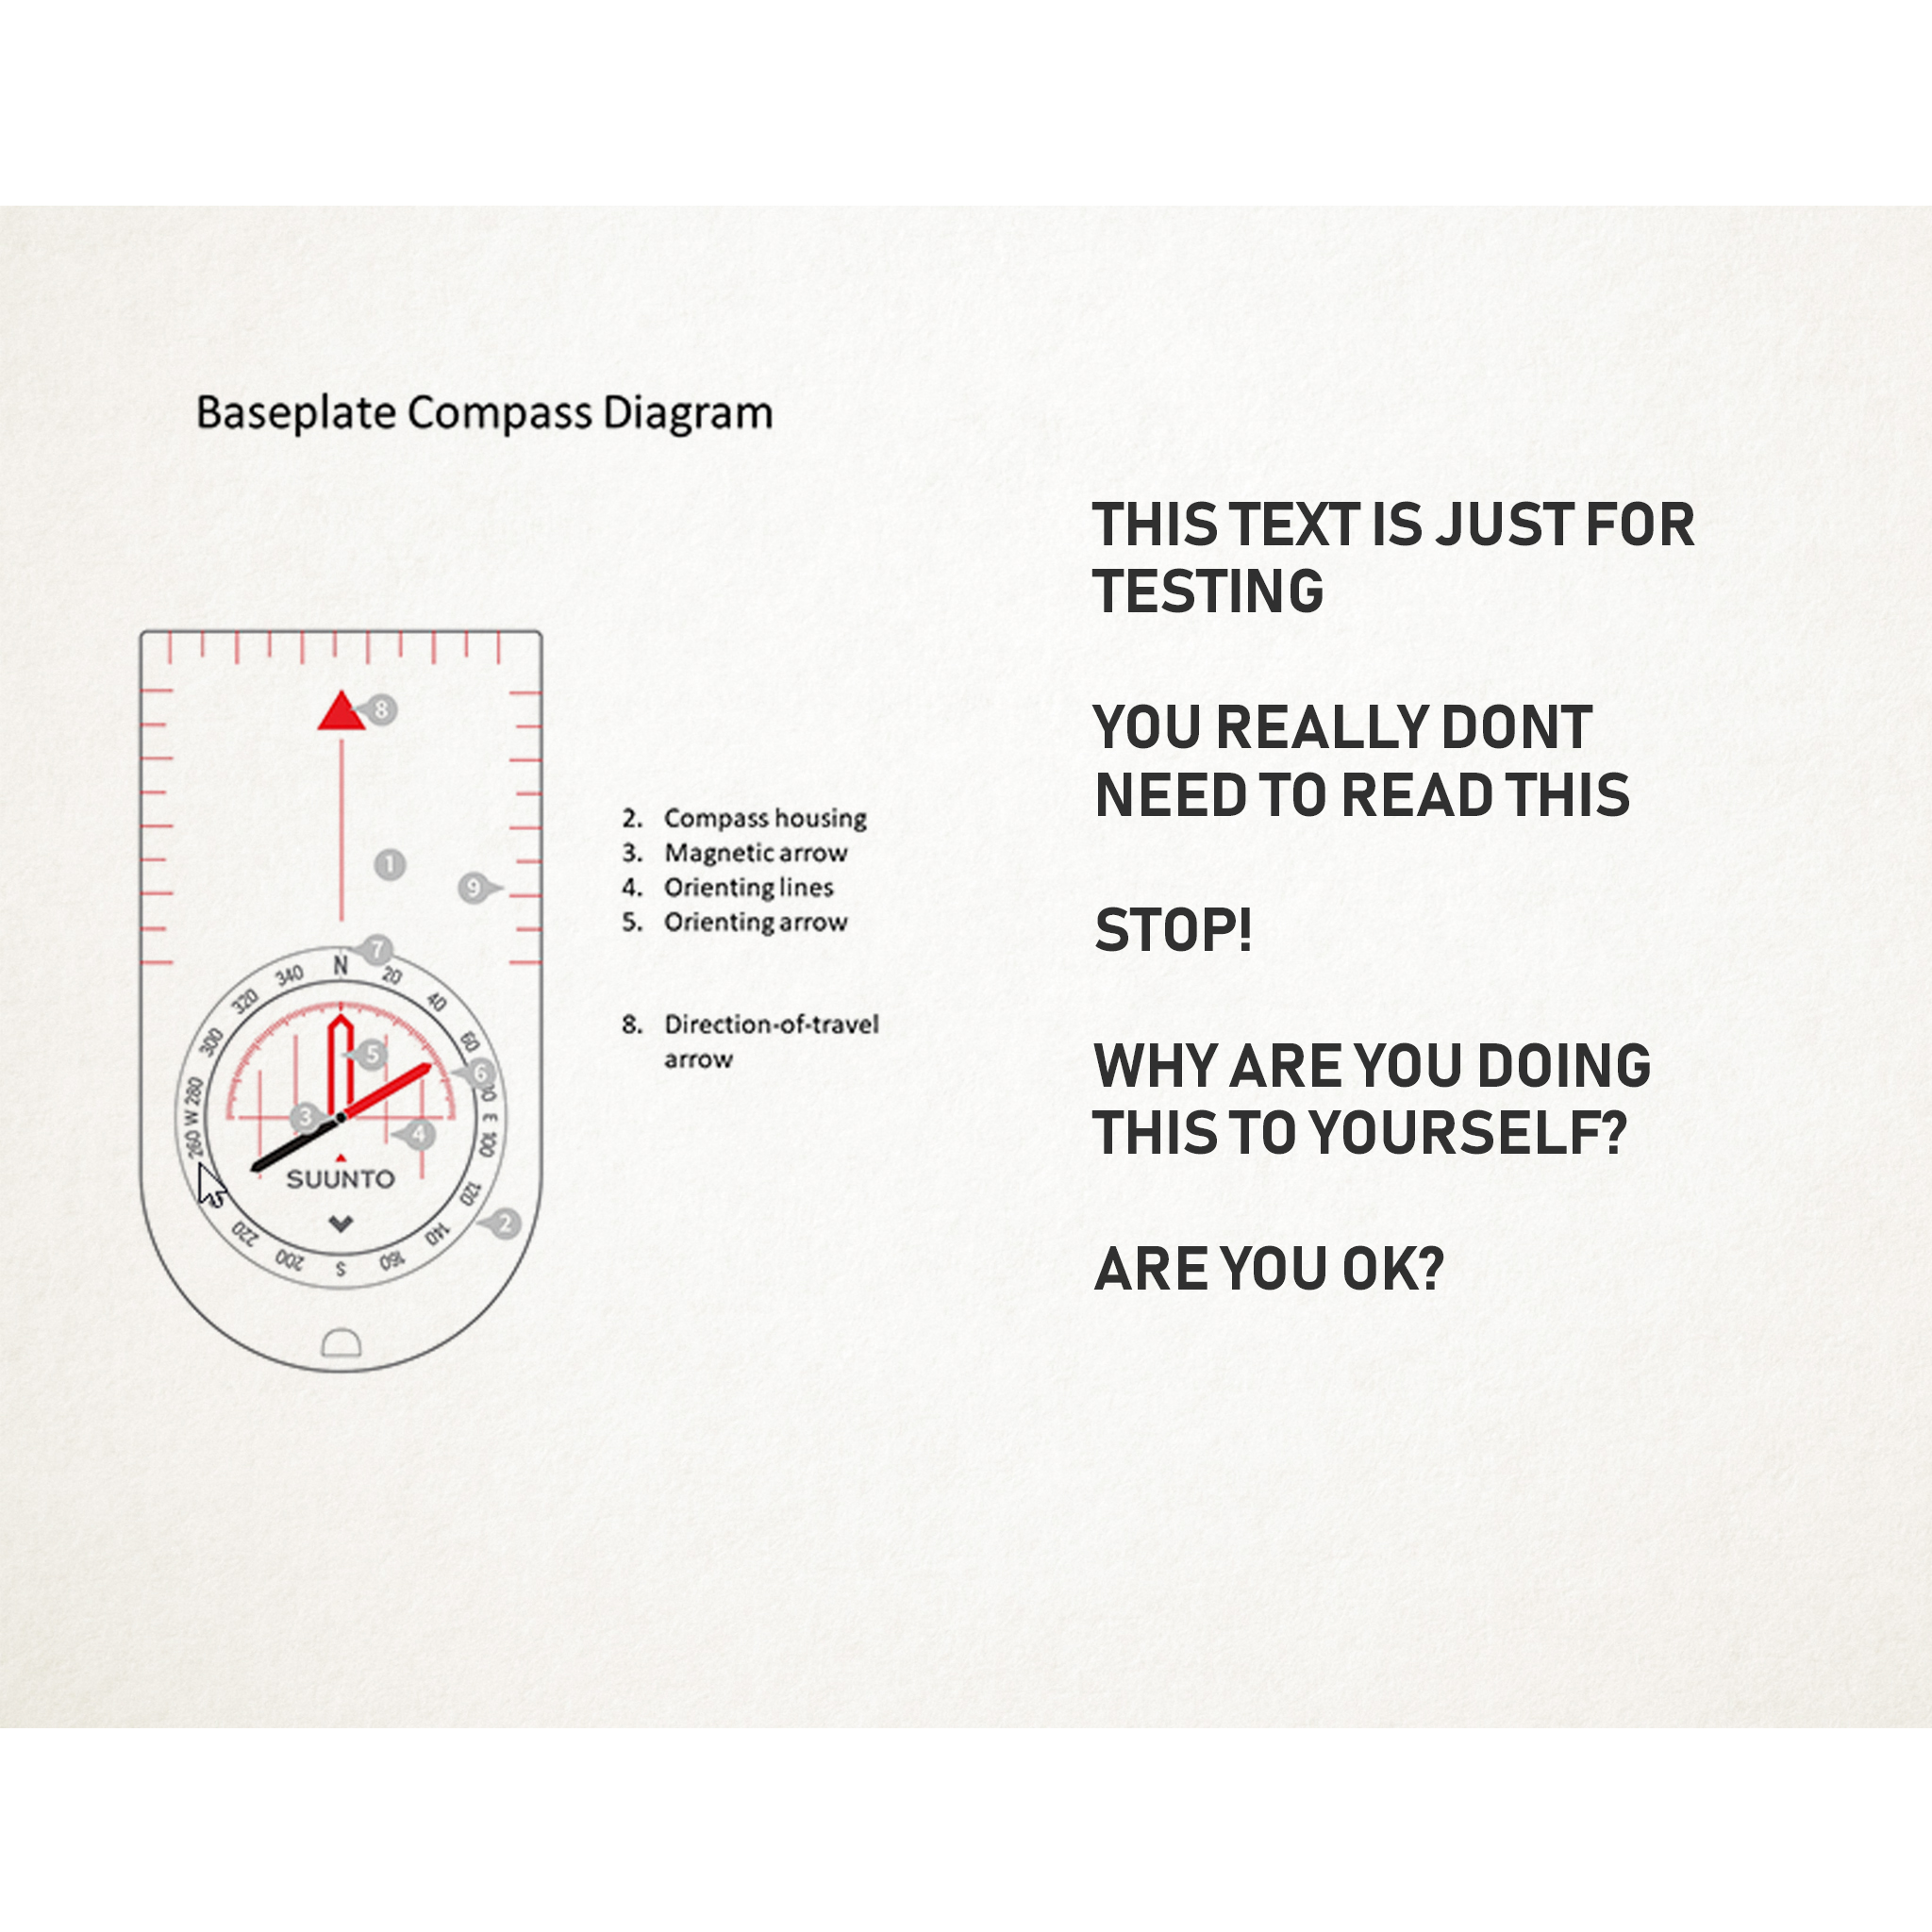 Baseplate Compass Diagram
8
1
9
7
N
20
40
60
E
100
120
140
160
S
200
220
260
W
280
300
320
340
5
6
3
4
SUUNTO
2
2. Compass housing
3. Magnetic arrow
4. Orienting lines
5. Orienting arrow
8. Direction-of-travel
arrow
THIS TEXT IS JUST FOR
TESTING
YOU REALLY DONT
NEED TO READ THIS
STOP!
WHY ARE YOU DOING
THIS TO YOURSELF?
ARE YOU OK?